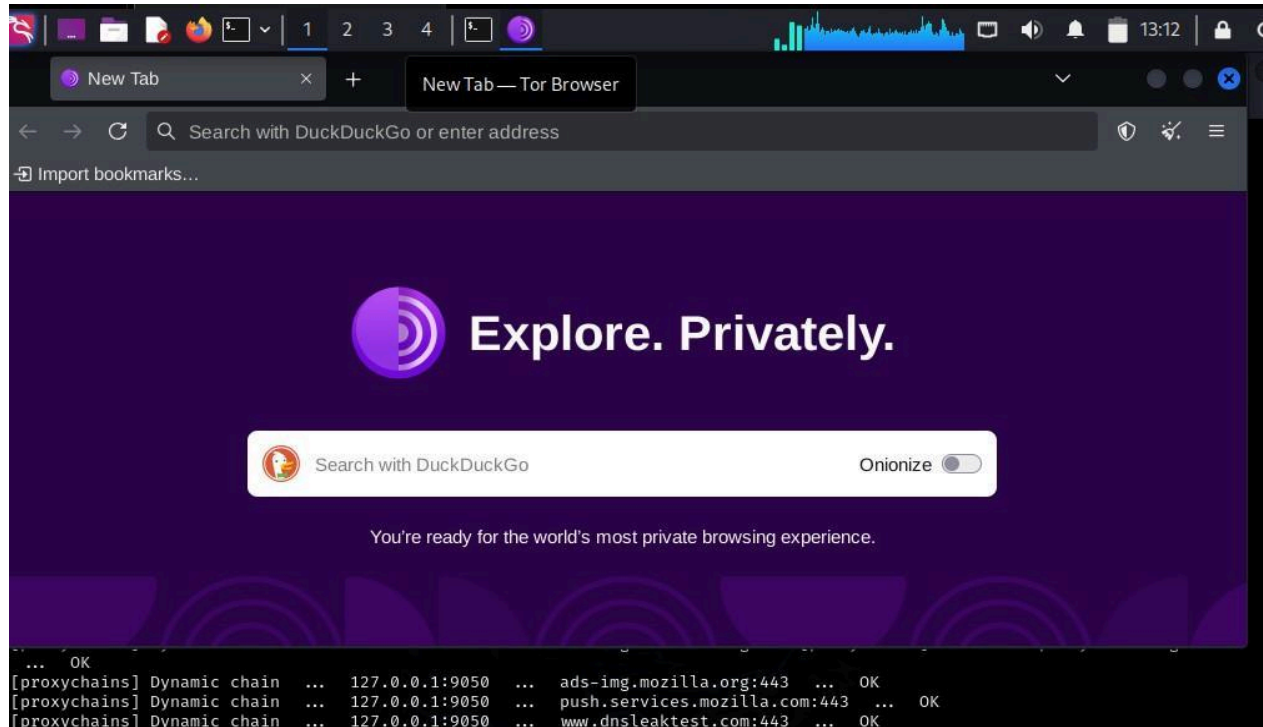 1 2 3 4 13:12
New Tab
New Tab — Tor Browser
Search with DuckDuckGo or enter address
Import bookmarks...
Explore. Privately.
Search with DuckDuckGo Onionize
You're ready for the world's most private browsing experience.
... OK
[proxychains] Dynamic chain ... 127.0.0.1:9050 ... ads-img.mozilla.org:443 ... OK
[proxychains] Dynamic chain ... 127.0.0.1:9050 ... push.services.mozilla.com:443 ... OK
[proxychains] Dynamic chain ... 127.0.0.1:9050 ... www.dnsleaktest.com:443 ... OK